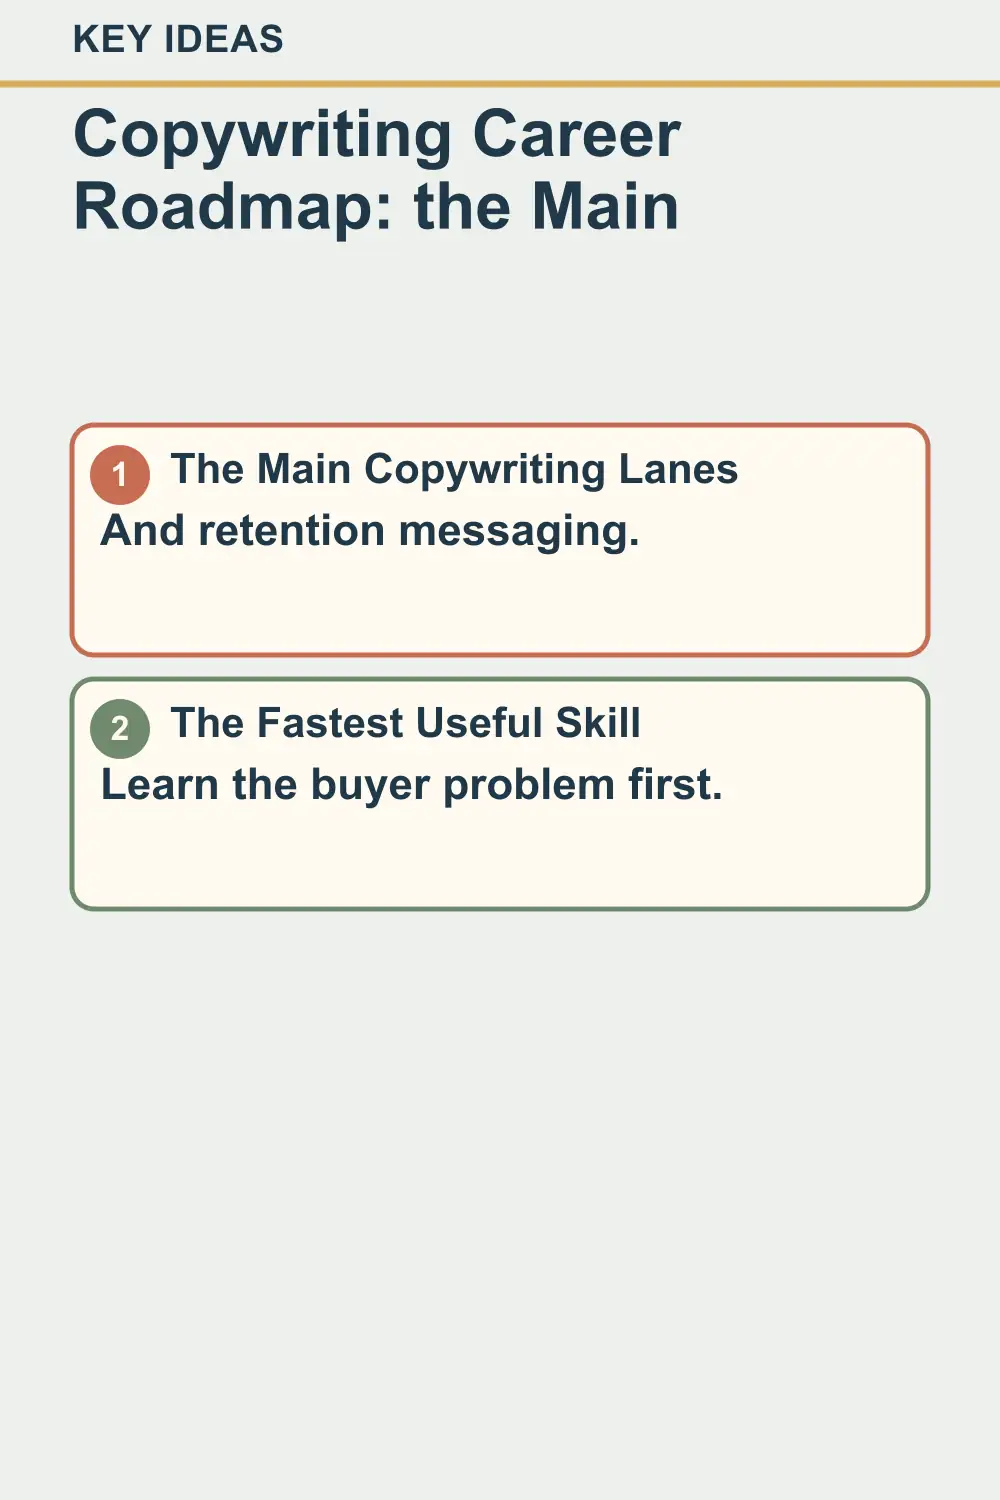 KEY IDEAS
Copywriting Career
Roadmap: the Main
1 The Main Copywriting Lanes
And retention messaging.
2 The Fastest Useful Skill
Learn the buyer problem first.